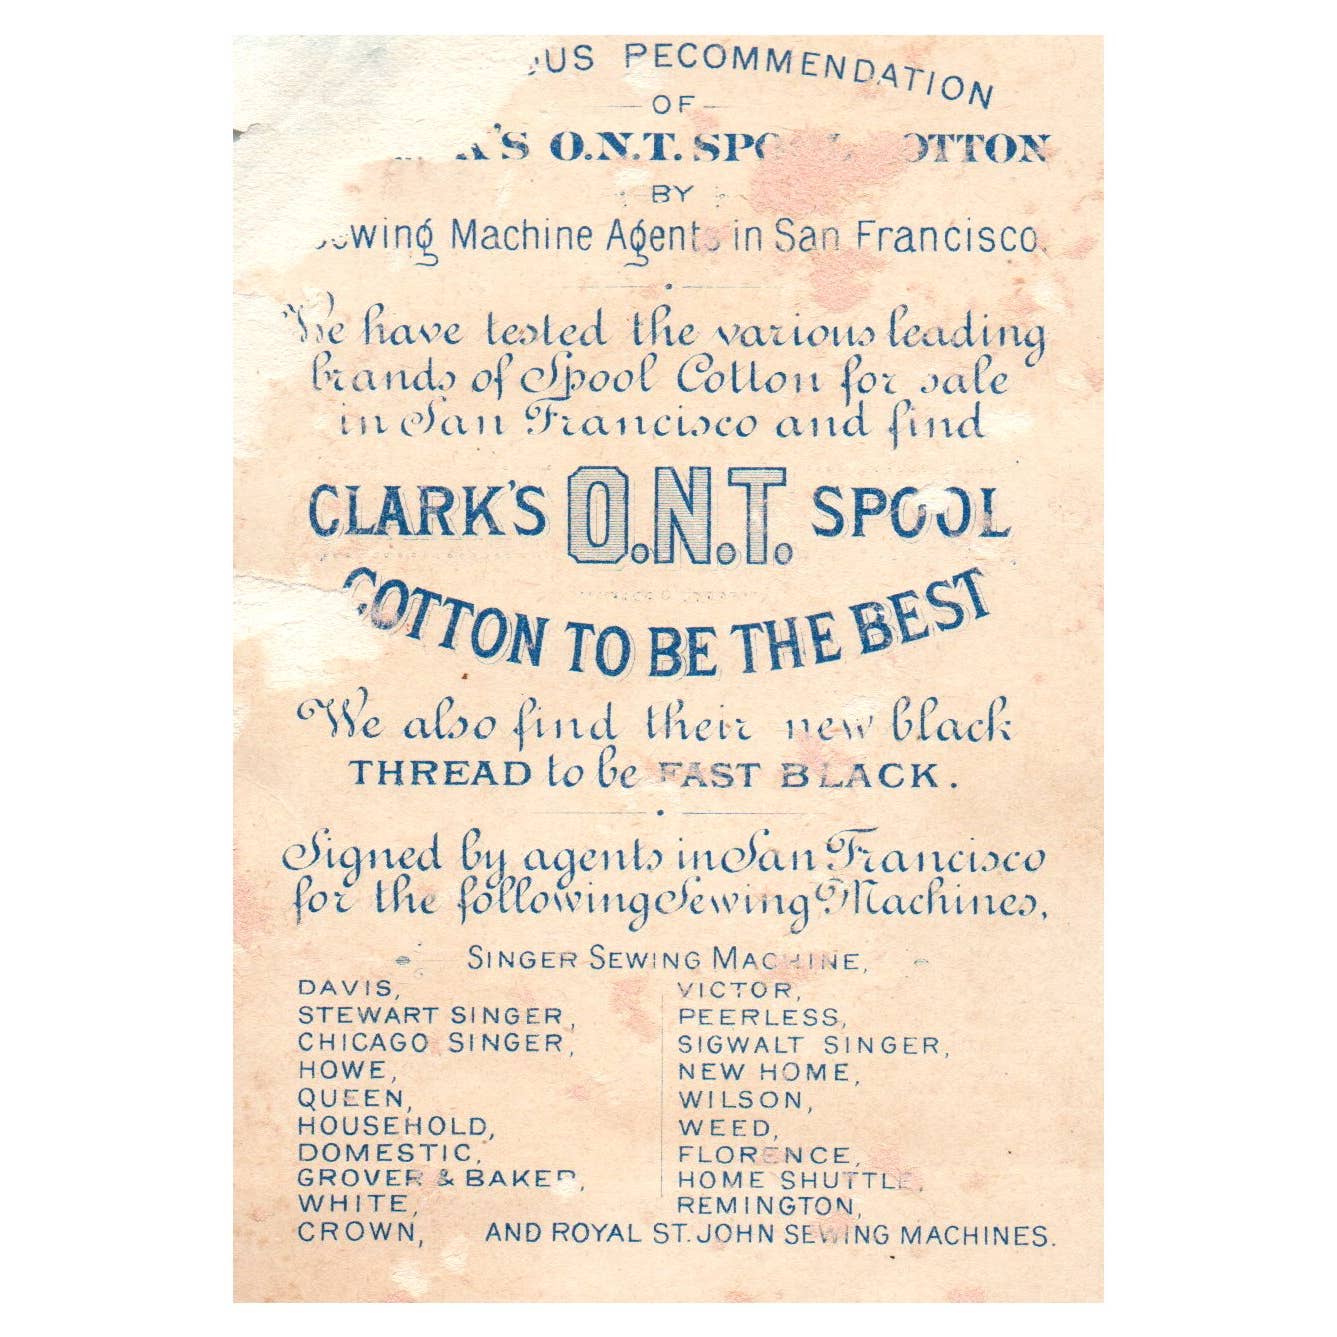 RECOMMENDATION
OF
O.N.T. SPOOL COTTON
BY
Sewing Machine Agents in San Francisco.
We have tested the various leading
brands of Spool Cotton for sale
in San Francisco and find
CLARK'S O.N.T. SPOOL
COTTON TO BE THE BEST
We also find their new black
THREAD to be FAST BLACK.
Signed by agents in San Francisco
for the following Sewing Machines,
SINGER SEWING MACHINE,
DAVIS,
STEWART SINGER,
CHICAGO SINGER,
HOWE,
QUEEN,
HOUSEHOLD,
DOMESTIC,
GROVER & BAKER,
WHITE,
CROWN,
VICTOR,
PEERLESS,
SIGWALT SINGER,
NEW HOME,
WILSON,
WEED,
FLORENCE,
HOME SHUTTLE,
REMINGTON,
AND ROYAL ST. JOHN SEWING MACHINES.